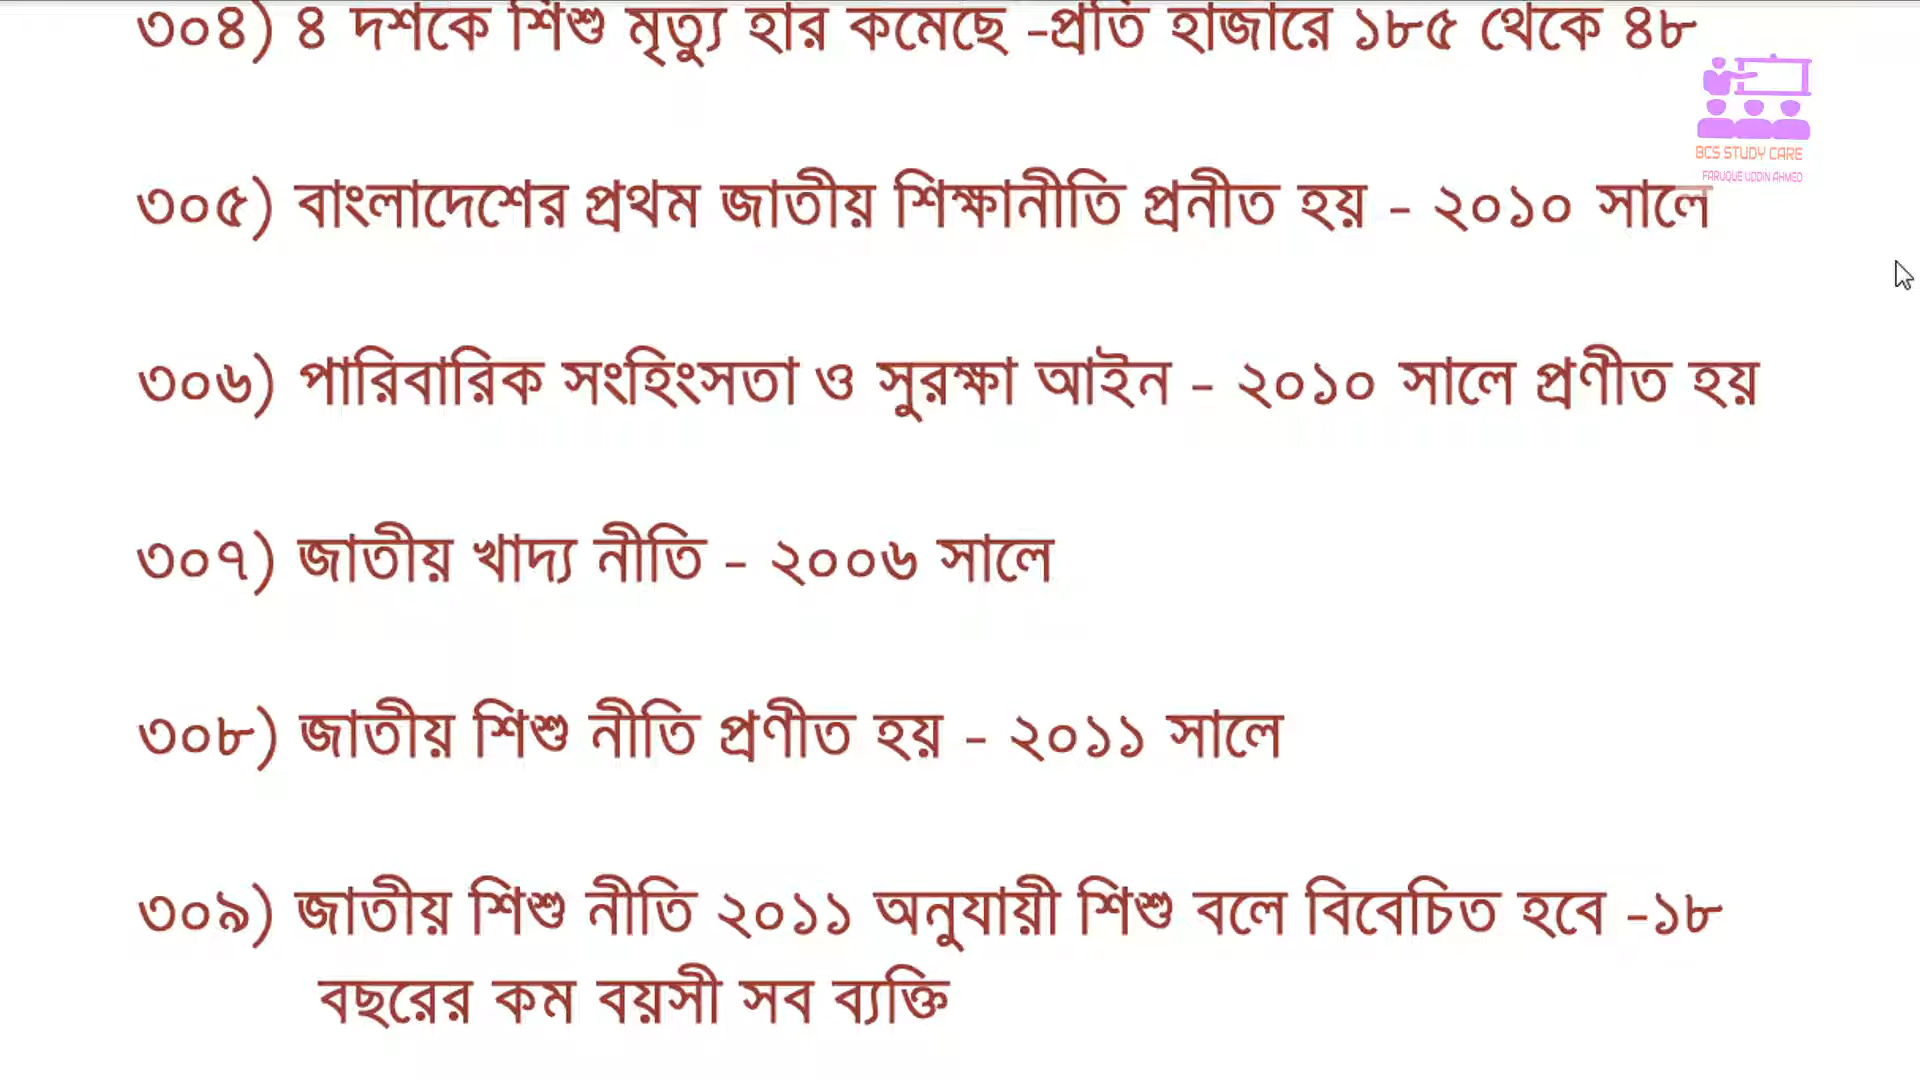 ৩০৪) ৪ দশকে শিশু মৃত্যু হার কমেছে -প্রতি হাজারে ১৮৫ থেকে ৪৮
BCS STUDY CARE
FARUQUE UDDIN AHMED
৩০৫) বাংলাদেশের প্রথম জাতীয় শিক্ষানীতি প্রনীত হয় - ২০১০ সালে
৩০৬) পারিবারিক সংহিংসতা ও সুরক্ষা আইন - ২০১০ সালে প্রণীত হয়
৩০৭) জাতীয় খাদ্য নীতি - ২০০৬ সালে
৩০৮) জাতীয় শিশু নীতি প্রণীত হয় - ২০১১ সালে
৩০৯) জাতীয় শিশু নীতি ২০১১ অনুযায়ী শিশু বলে বিবেচিত হবে -১৮
বছরের কম বয়সী সব ব্যক্তি